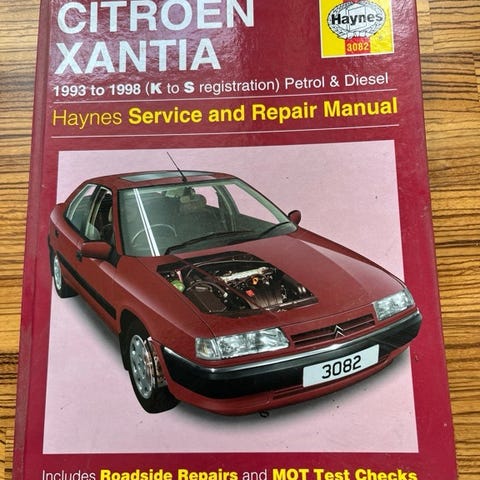 CITROËN
XANTIA
Haynes
3082
1993 to 1998 (K to S registration) Petrol & Diesel
Haynes Service and Repair Manual
3082
Includes Roadside Repairs and MOT Test Checks